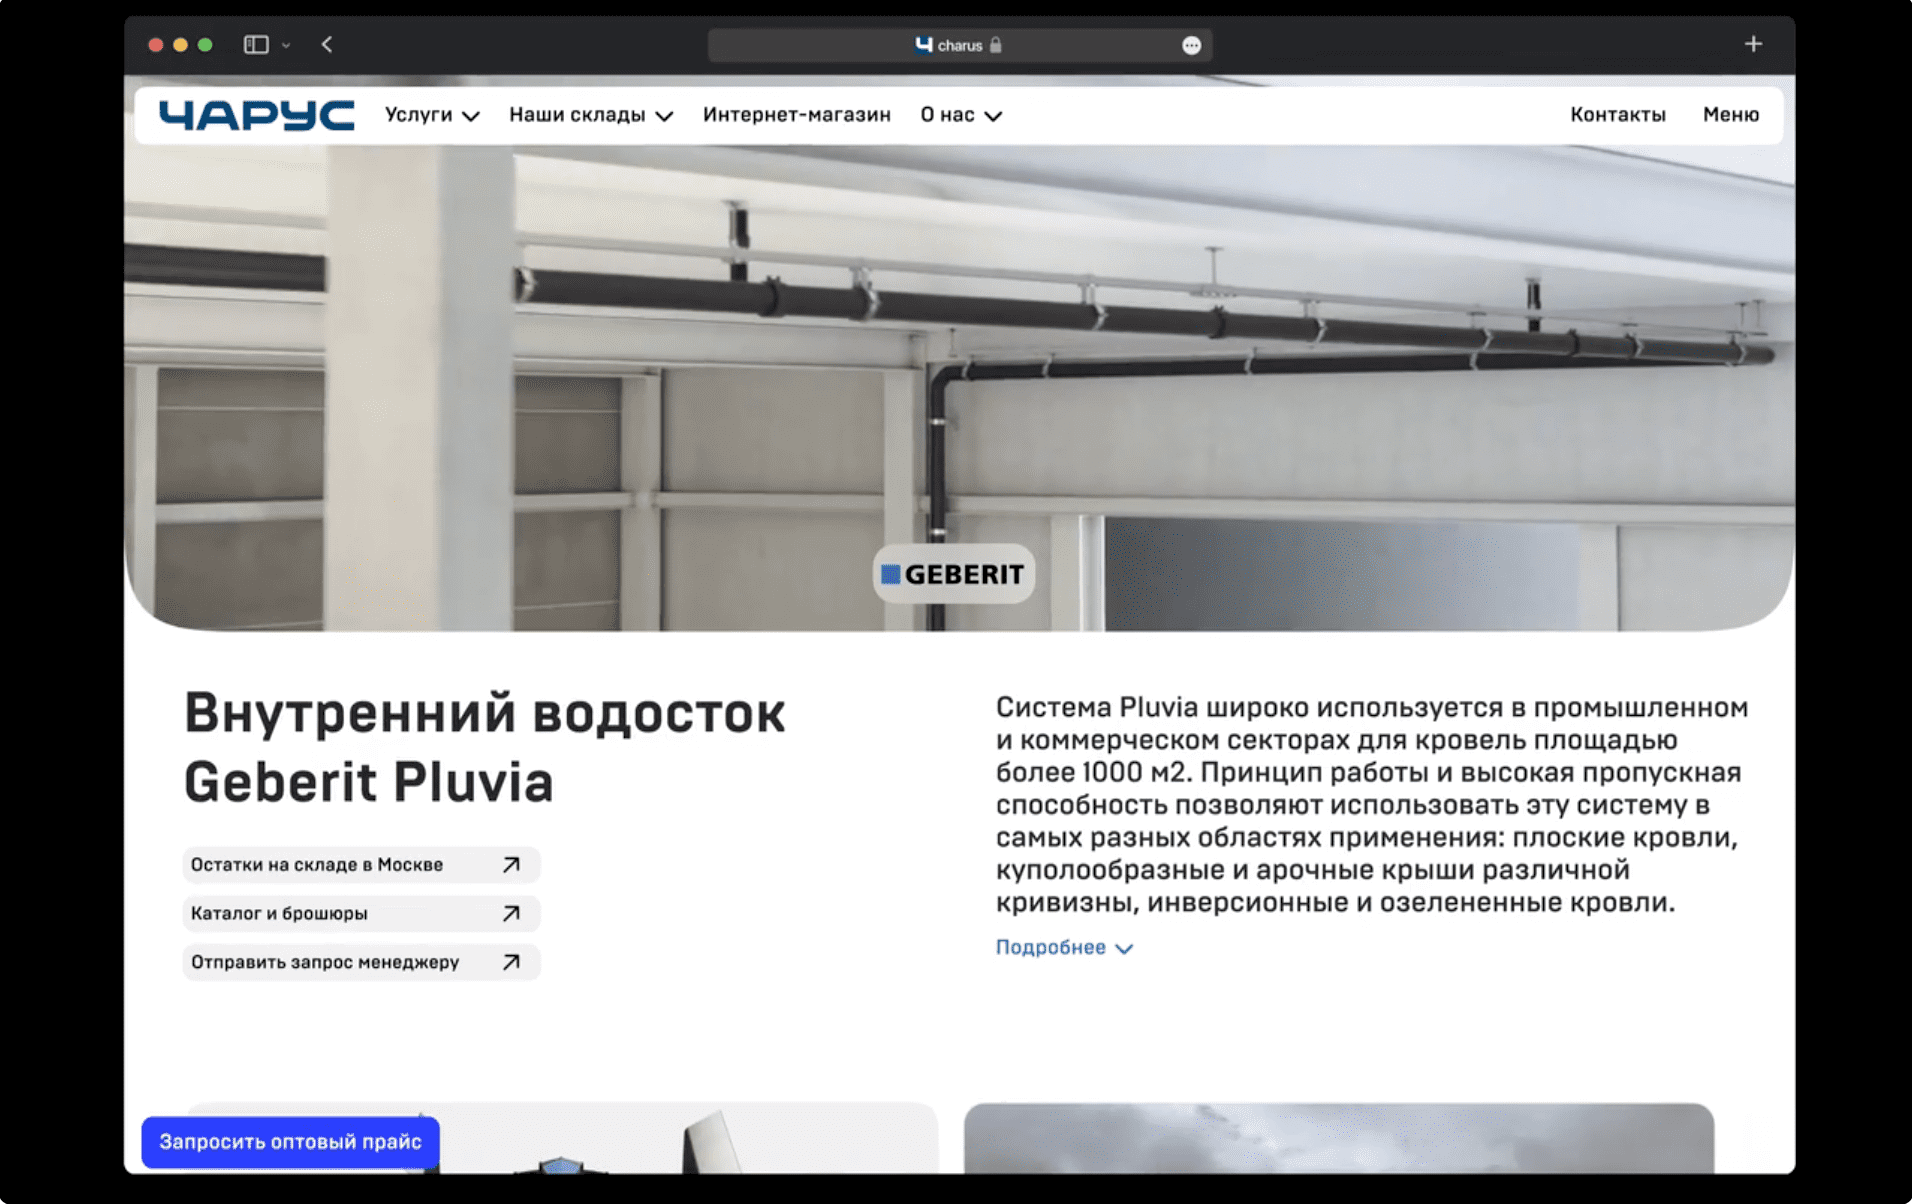 charus
ЧАРУС Услуги Наши склады Интернет-магазин О нас Контакты Меню
GEBERIT
Внутренний водосток
Geberit Pluvia
Остатки на складе в Москве
Каталог и брошюры
Отправить запрос менеджеру
Система Pluvia широко используется в промышленном
и коммерческом секторах для кровель площадью
более 1000 м2. Принцип работы и высокая пропускная
способность позволяют использовать эту систему в
самых разных областях применения: плоские кровли,
куполообразные и арочные крыши различной
кривизны, инверсионные и озелененные кровли.
Подробнее
Запросить оптовый прайс